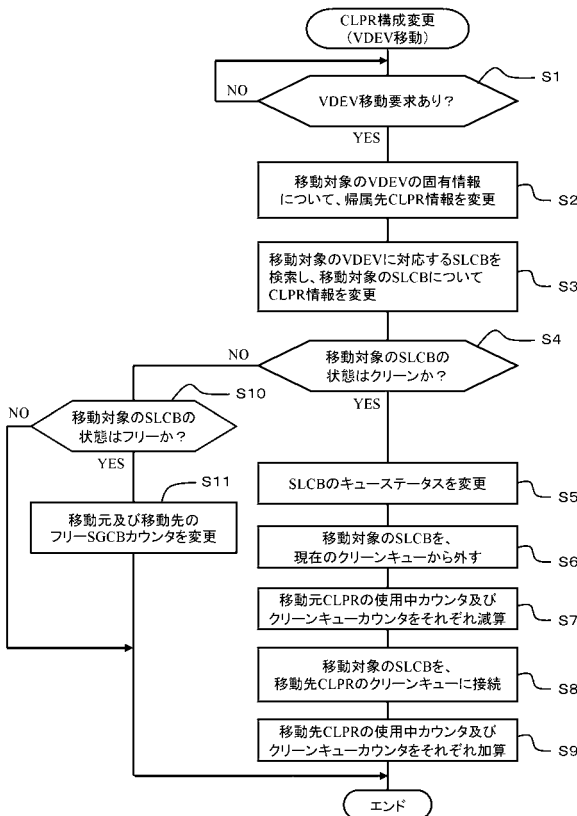 CLPR構成変更
(VDEV移動)
S1
VDEV移動要求あり？
NO
YES
移動対象のVDEVの固有情報
について、帰属先CLPR情報を変更
S2
移動対象のVDEVに対応するSLCBを
検索し、移動対象のSLCBについて
CLPR情報を変更
S3
S4
NO
移動対象のSLCBの
状態はクリーンか？
YES
S10
NO
移動対象のSLCBの
状態はフリーか？
YES
S11
移動元及び移動先の
フリーSGCBカウンタを変更
SLCBのキューステータスを変更
S5
移動対象のSLCBを、
現在のクリーンキューから外す
S6
移動元CLPRの使用中カウンタ及び
クリーンキューカウンタをそれぞれ減算
S7
移動対象のSLCBを、
移動先CLPRのクリーンキューに接続
S8
移動先CLPRの使用中カウンタ及び
クリーンキューカウンタをそれぞれ加算
S9
エンド